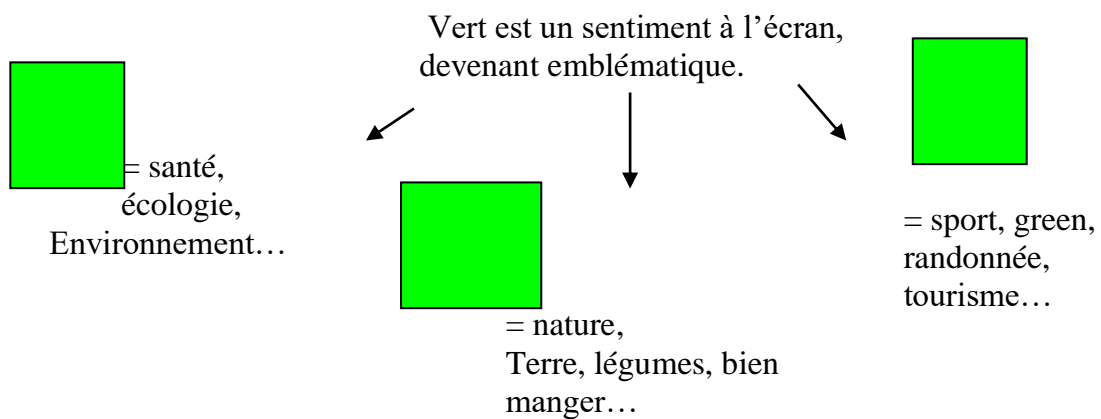 Vert est un sentiment à l’écran,
devenant emblématique.
= santé,
écologie,
Environnement…
= nature,
Terre, légumes, bien
manger…
= sport, green,
randonnée,
tourisme…